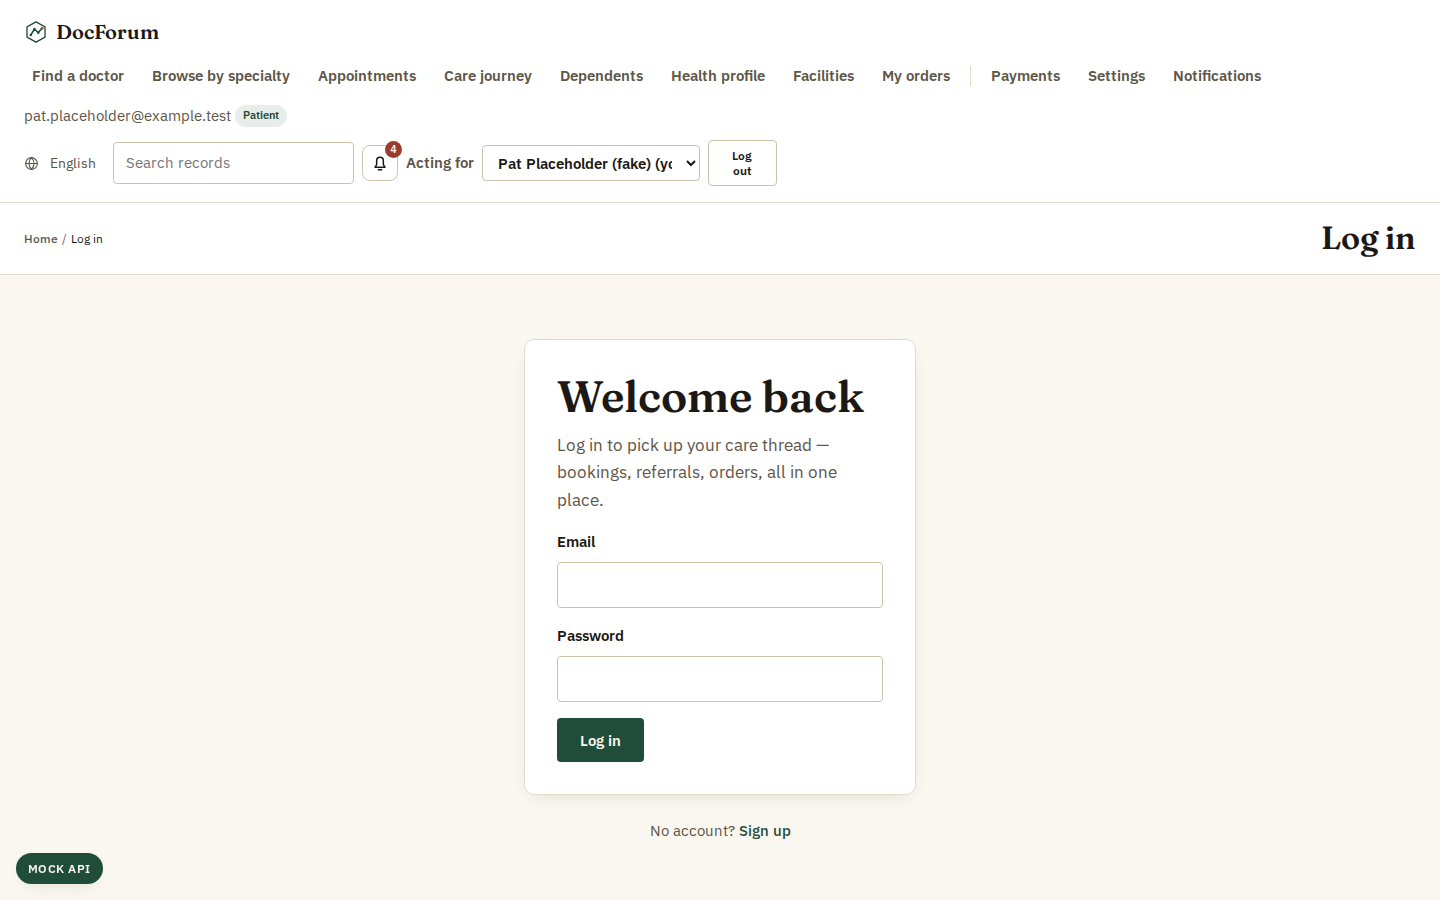 DocForum
Find a doctor Browse by specialty Appointments Care journey Dependents Health profile Facilities My orders Payments Settings Notifications
pat.placeholder@example.test Patient
English Search records 4 Acting for Pat Placeholder (fake) (yo Log out
Home / Log in
Log in
Welcome back
Log in to pick up your care thread —
bookings, referrals, orders, all in one
place.
Email
Password
Log in
No account? Sign up
MOCK API